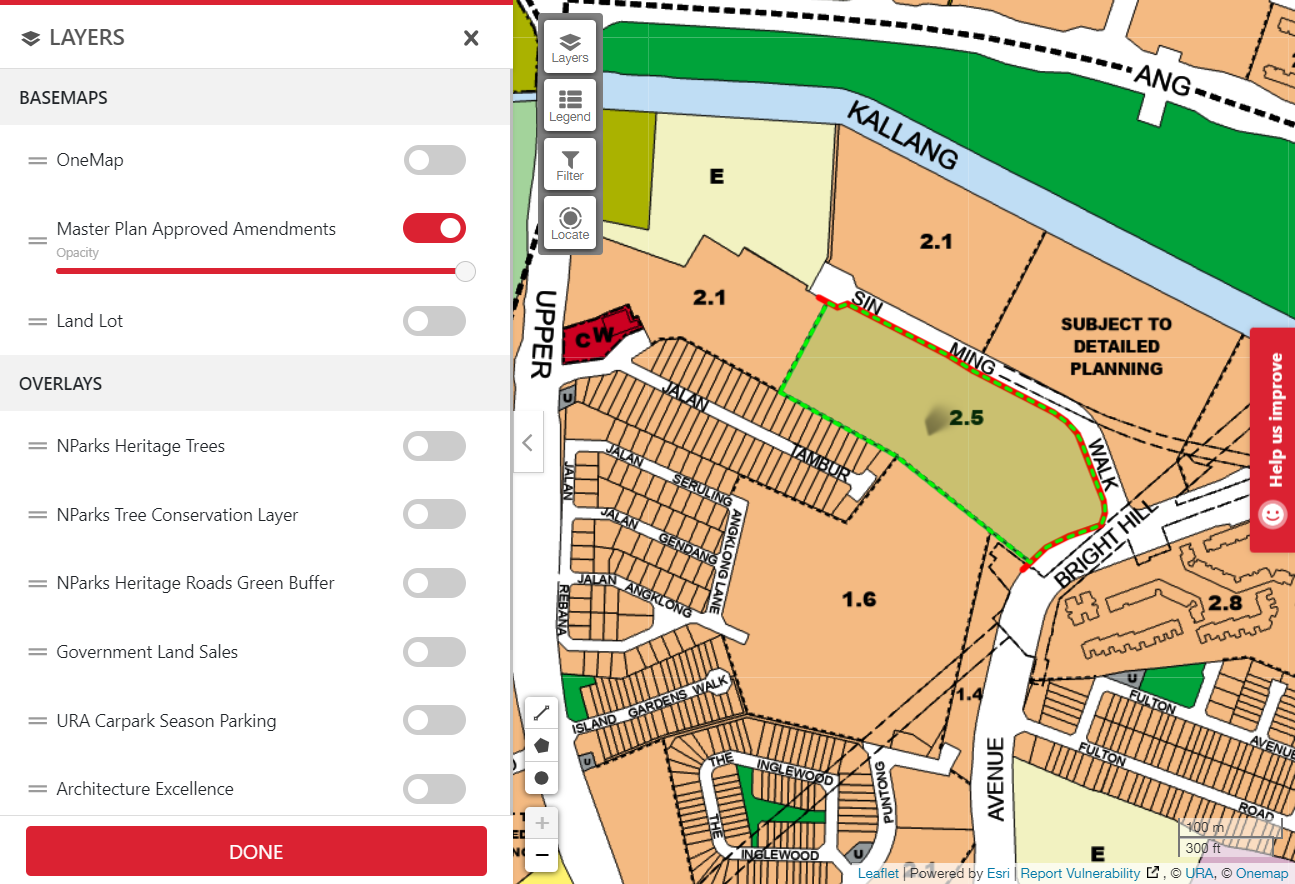 LAYERS
BASEMAPS
OneMap
Master Plan Approved Amendments
Opacity
Land Lot
OVERLAYS
NParks Heritage Trees
NParks Tree Conservation Layer
NParks Heritage Roads Green Buffer
Government Land Sales
URA Carpark Season Parking
Architecture Excellence
DONE
Layers
Legend
Filter
Locate
ANG
KALLANG
E
2.1
2.1
SIN
MING
WALK
SUBJECT TO
DETAILED
PLANNING
UPPER
C W
U
JALAN
TAMBUR
2.5
Help us improve
JALAN
SERULING
JALAN
REBANA
JALAN
GENDANG
JALAN
ANGKLONG
ANGKLONG LANE
BRIGHT HILL
1.6
2.8
1.4
ISLAND GARDENS WALK
U
U
FULTON
AVENUE
FULTON
ROAD
THE
INGLEWOOD
THE
INGLEWOOD
PUNTONG
AVENUE
U
E
2.1
100 m
300 ft
Leaflet | Powered by Esri | Report Vulnerability , © URA, © Onemap